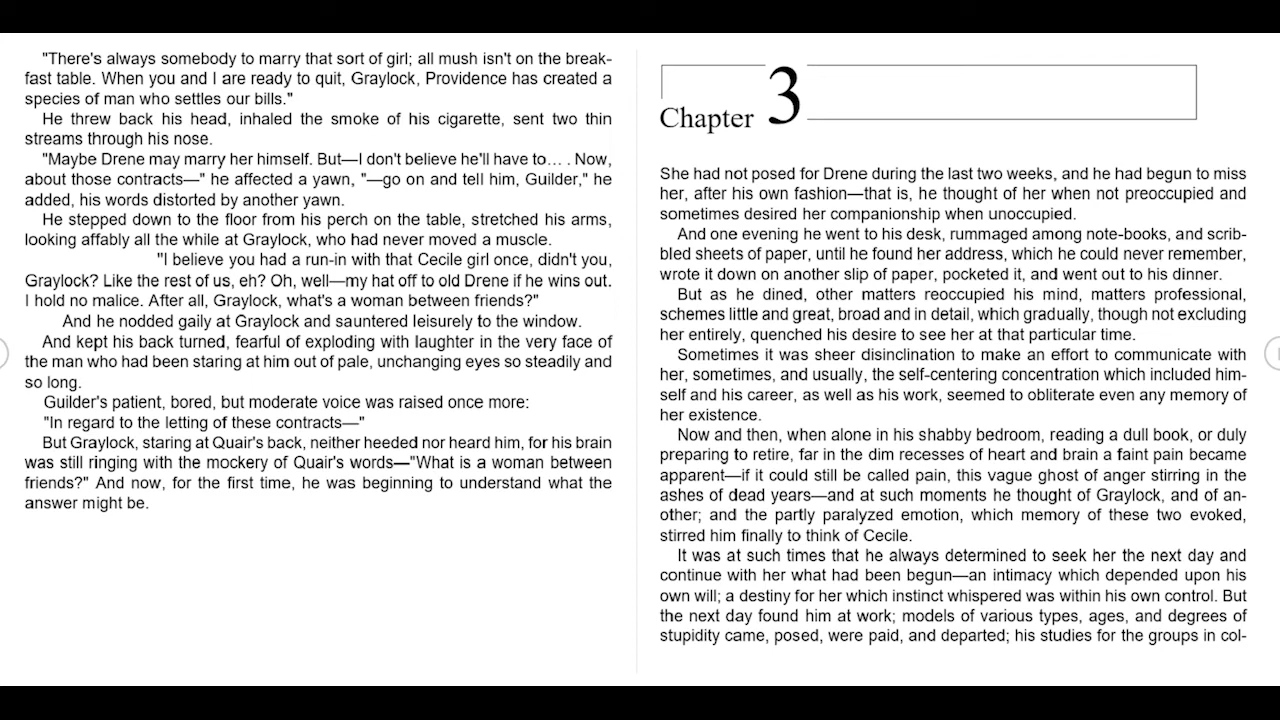 "There's always somebody to marry that sort of girl; all mush isn't on the break-
fast table. When you and I are ready to quit, Graylock, Providence has created a
species of man who settles our bills."
He threw back his head, inhaled the smoke of his cigarette, sent two thin
streams through his nose.
"Maybe Drene may marry her himself. But—I don't believe he'll have to... . Now,
about those contracts—" he affected a yawn, "—go on and tell him, Guilder," he
added, his words distorted by another yawn.
He stepped down to the floor from his perch on the table, stretched his arms,
looking affably all the while at Graylock, who had never moved a muscle.
"I believe you had a run-in with that Cecile girl once, didn't you,
Graylock? Like the rest of us, eh? Oh, well—my hat off to old Drene if he wins out.
I hold no malice. After all, Graylock, what's a woman between friends?"
And he nodded gaily at Graylock and sauntered leisurely to the window.
And kept his back turned, fearful of exploding with laughter in the very face of
the man who had been staring at him out of pale, unchanging eyes so steadily and
so long.
Guilder's patient, bored, but moderate voice was raised once more:
"In regard to the letting of these contracts—"
But Graylock, staring at Quair's back, neither heeded nor heard him, for his brain
was still ringing with the mockery of Quair's words—"What is a woman between
friends?" And now, for the first time, he was beginning to understand what the
answer might be.
Chapter 3
She had not posed for Drene during the last two weeks, and he had begun to miss
her, after his own fashion—that is, he thought of her when not preoccupied and
sometimes desired her companionship when unoccupied.
And one evening he went to his desk, rummaged among note-books, and scrib-
bled sheets of paper, until he found her address, which he could never remember,
wrote it down on another slip of paper, pocketed it, and went out to his dinner.
But as he dined, other matters reoccupied his mind, matters professional,
schemes little and great, broad and in detail, which gradually, though not excluding
her entirely, quenched his desire to see her at that particular time.
Sometimes it was sheer disinclination to make an effort to communicate with
her, sometimes, and usually, the self-centering concentration which included him-
self and his career, as well as his work, seemed to obliterate even any memory of
her existence.
Now and then, when alone in his shabby bedroom, reading a dull book, or duly
preparing to retire, far in the dim recesses of heart and brain a faint pain became
apparent—if it could still be called pain, this vague ghost of anger stirring in the
ashes of dead years—and at such moments he thought of Graylock, and of an-
other; and the partly paralyzed emotion, which memory of these two evoked,
stirred him finally to think of Cecile.
It was at such times that he always determined to seek her the next day and
continue with her what had been begun—an intimacy which depended upon his
own will; a destiny for her which instinct whispered was within his own control. But
the next day found him at work; models of various types, ages, and degrees of
stupidity came, posed, were paid, and departed; his studies for the groups in col-